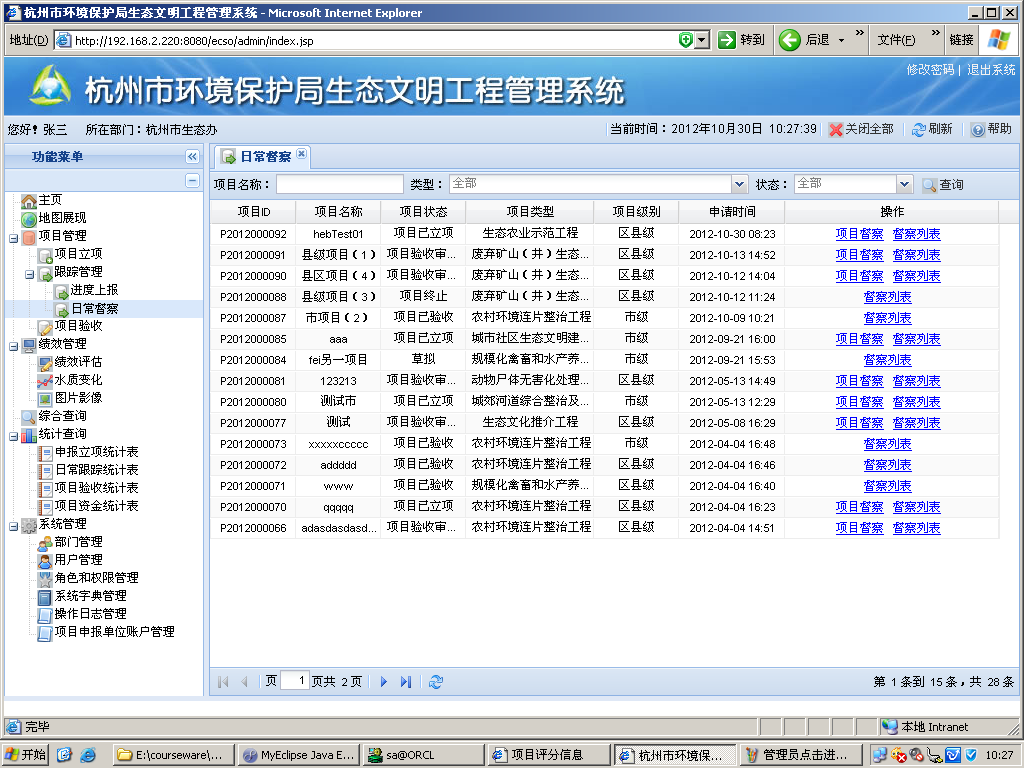 杭州市环境保护局生态文明工程管理系统 - Microsoft Internet Explorer
地址(D) http://192.168.2.220:8080/ecso/admin/index.jsp 转到 后退 » 文件(F) » 链接
修改密码 | 退出系统
杭州市环境保护局生态文明工程管理系统
您好! 张三 所在部门：杭州市生态办 当前时间：2012年10月30日 10:27:39 关闭全部 刷新 帮助
功能菜单
主页
地图展现
项目管理
项目立项
跟踪管理
进度上报
日常督察
项目验收
绩效管理
绩效评估
水质变化
图片影像
综合查询
统计查询
申报立项统计表
日常跟踪统计表
项目验收统计表
项目资金统计表
系统管理
部门管理
用户管理
角色和权限管理
系统字典管理
操作日志管理
项目申报单位账户管理
日常督察
项目名称： 类型： 全部 状态： 全部 查询
项目ID 项目名称 项目状态 项目类型 项目级别 申请时间 操作
P2012000092 hebTest01 项目已立项 生态农业示范工程 区县级 2012-10-30 08:23 项目督察 督察列表
P2012000091 县级项目（1） 项目验收审... 废弃矿山（井）生态... 区县级 2012-10-13 14:52 项目督察 督察列表
P2012000090 县区项目（4） 项目验收审... 废弃矿山（井）生态... 区县级 2012-10-12 14:04 项目督察 督察列表
P2012000088 县级项目（3） 项目终止 废弃矿山（井）生态... 区县级 2012-10-12 11:24 督察列表
P2012000087 市项目（2） 项目已验收 农村环境连片整治工程 市级 2012-10-09 10:21 督察列表
P2012000085 aaa 项目已立项 城市社区生态文明建... 市级 2012-09-21 16:00 项目督察 督察列表
P2012000084 fei另一项目 草拟 规模化禽畜和水产养... 市级 2012-09-21 15:53 督察列表
P2012000081 123213 项目验收审... 动物尸体无害化处理... 区县级 2012-05-13 14:49 项目督察 督察列表
P2012000080 测试市 项目已立项 城郊河道综合整治及... 市级 2012-05-13 12:29 项目督察 督察列表
P2012000077 测试 项目验收审... 生态文化推介工程 区县级 2012-05-08 16:29 项目督察 督察列表
P2012000073 xxxxxccccc 项目已验收 农村环境连片整治工程 市级 2012-04-04 16:48 督察列表
P2012000072 addddd 项目已验收 农村环境连片整治工程 区县级 2012-04-04 16:46 督察列表
P2012000071 www 项目已验收 规模化禽畜和水产养... 区县级 2012-04-04 16:40 督察列表
P2012000070 qqqqq 项目已立项 农村环境连片整治工程 区县级 2012-04-04 16:23 项目督察 督察列表
P2012000066 adasdasdasd... 项目验收审... 农村环境连片整治工程 区县级 2012-04-04 14:51 项目督察 督察列表
页 1 页共 2 页 第 1 条到 15 条，共 28 条
完毕 本地 Intranet
开始 E:\courseware\... MyEclipse Java E... sa@ORCL 项目评分信息 杭州市环境保... 管理员点击进... 10:27